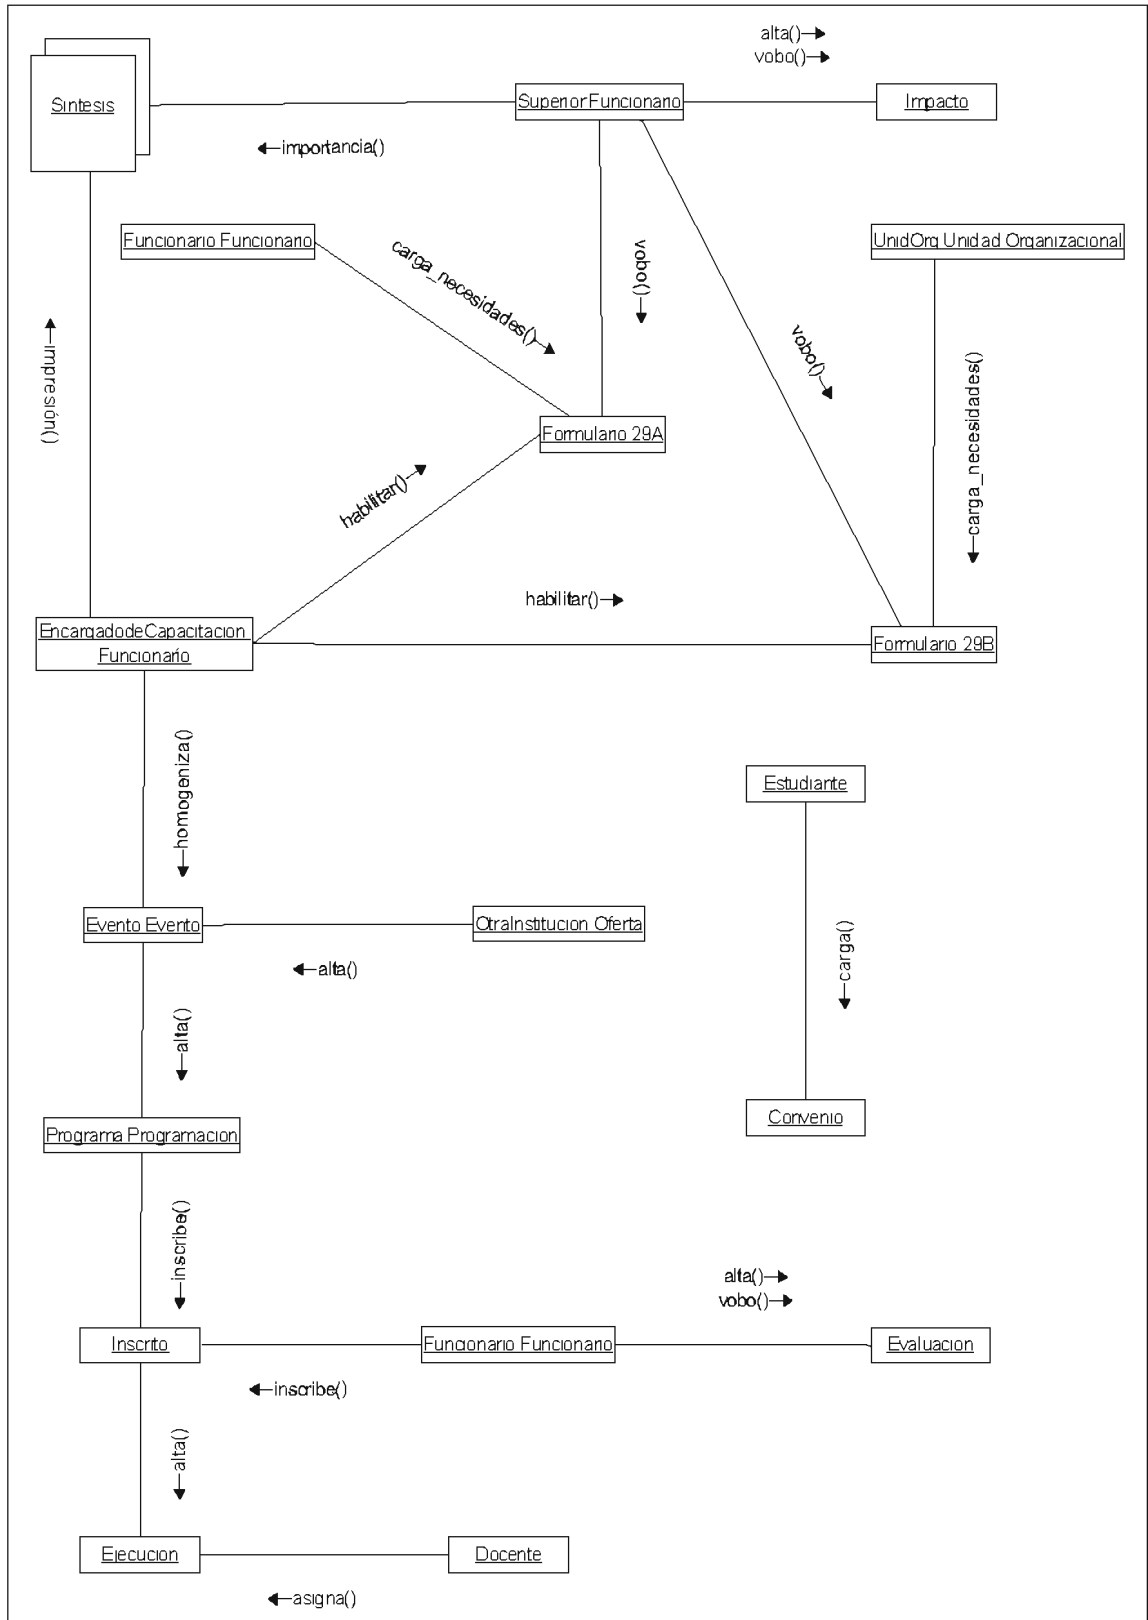 alta()
vobo()
Sintesis
Superior Funcionario
Impacto
importancia()
Funcionario Funcionario
UnidOrg Unidad Organizacional
carga_necesidades()
vobo()
vobo()
carga_necesidades()
impresión()
Formulario 29A
habilitar()
habilitar()
EncargadodeCapacitacion
Funcionario
Formulario 29B
homogeniza()
Estudiante
Evento Evento
OtraInstitucion Oferta
alta()
carga()
alta()
Programa Programacion
Convenio
inscribe()
alta()
vobo()
Inscrito
Funcionario Funcionario
Evaluacion
inscribe()
alta()
Ejecucion
Docente
asigna()